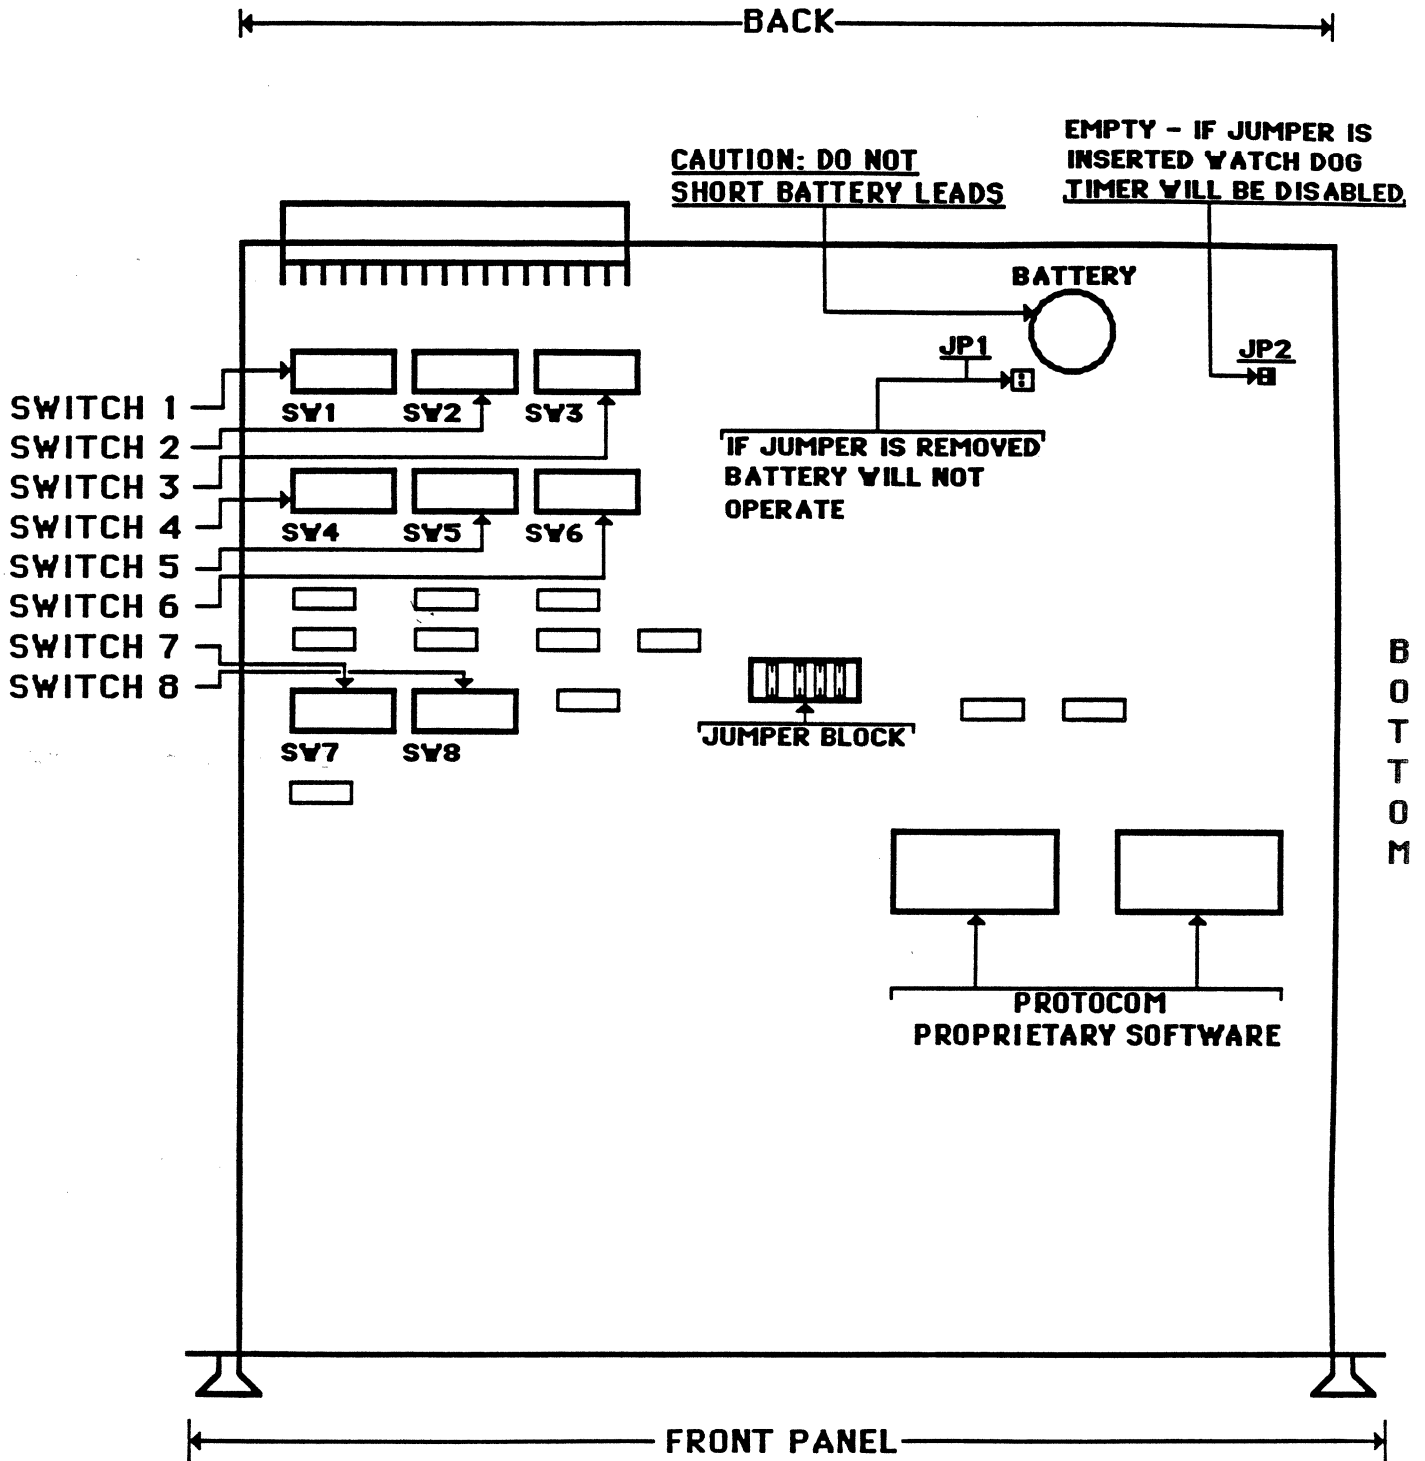 BACK
EMPTY - IF JUMPER IS
INSERTED WATCH DOG
TIMER WILL BE DISABLED
CAUTION: DO NOT
SHORT BATTERY LEADS
BATTERY
JP1
JP2
SWITCH 1
SWITCH 2
SWITCH 3
SWITCH 4
SWITCH 5
SWITCH 6
SWITCH 7
SWITCH 8
SW1
SW2
SW3
IF JUMPER IS REMOVED
BATTERY WILL NOT
OPERATE
SW4
SW5
SW6
SW7
SW8
JUMPER BLOCK
BOTTOM
PROTOCOM
PROPRIETARY SOFTWARE
FRONT PANEL